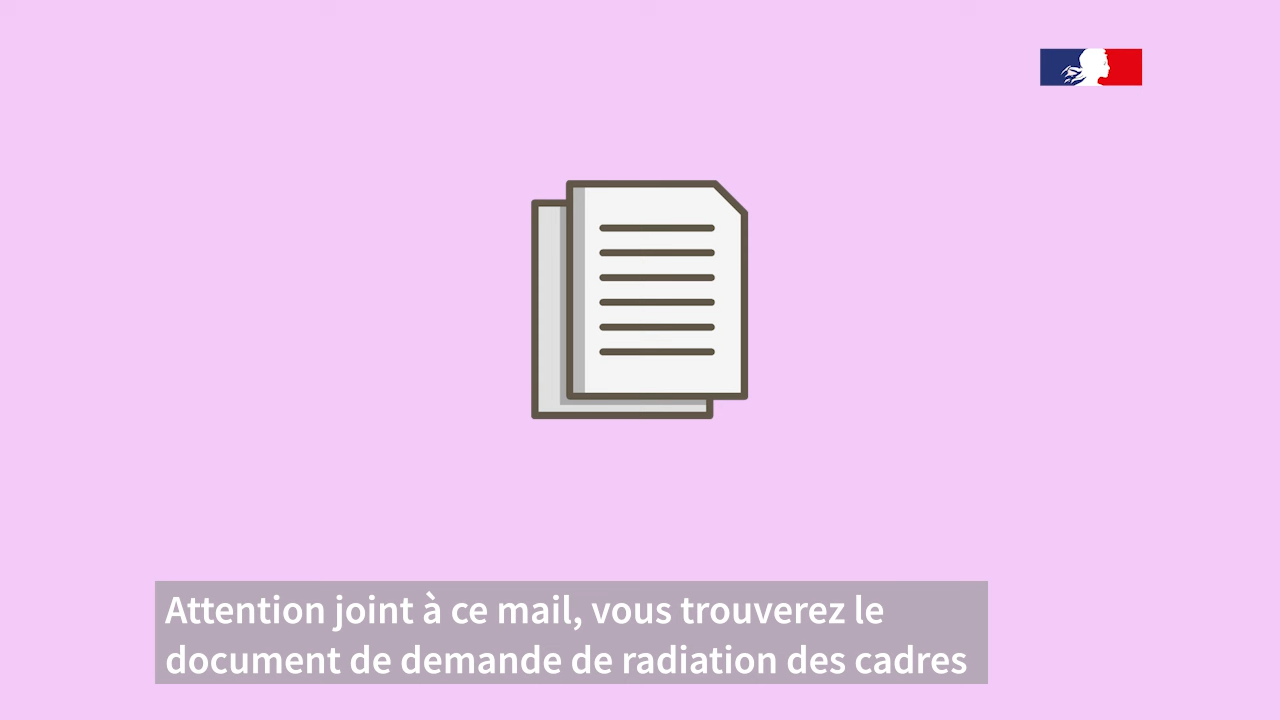 Attention joint à ce mail, vous trouverez le
document de demande de radiation des cadres